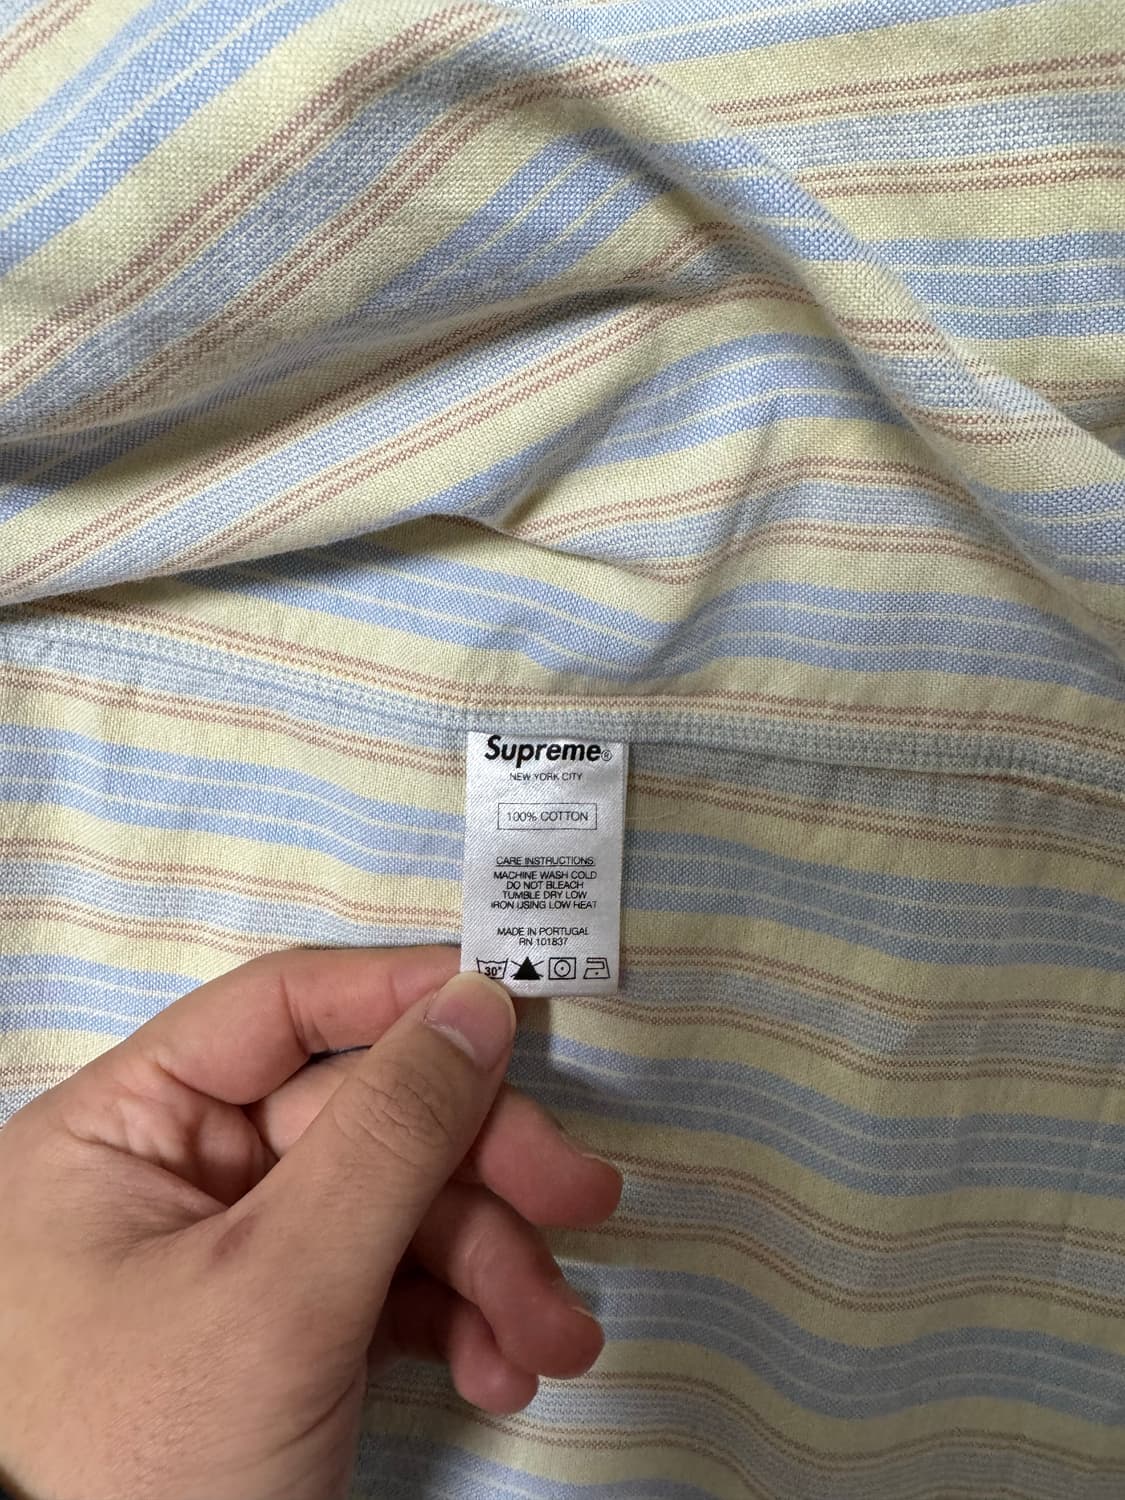 Supreme®
NEW YORK CITY
100% COTTON
CARE INSTRUCTIONS
MACHINE WASH COLD
DO NOT BLEACH
TUMBLE DRY LOW
IRON USING LOW HEAT
MADE IN PORTUGAL
RN 101837
30°